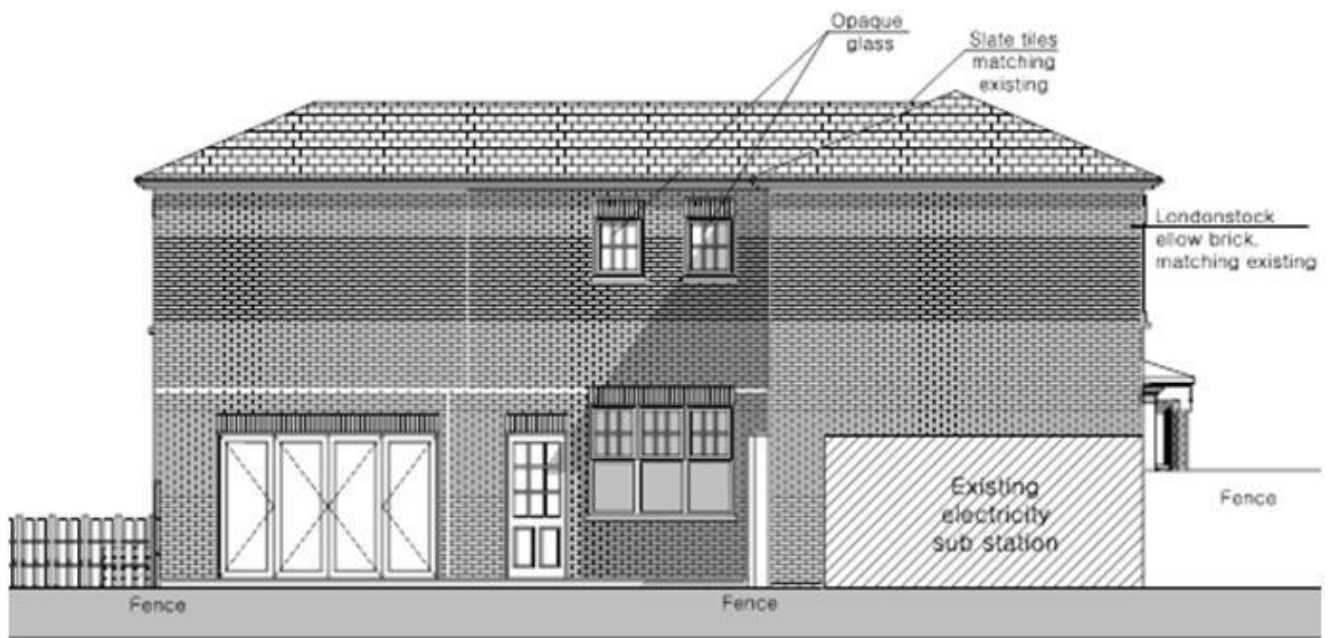 Opaque
glass
Slate tiles
matching
existing
Londonstock
ellow brick,
matching existing
Existing
electricity
sub station
Fence
Fence
Fence